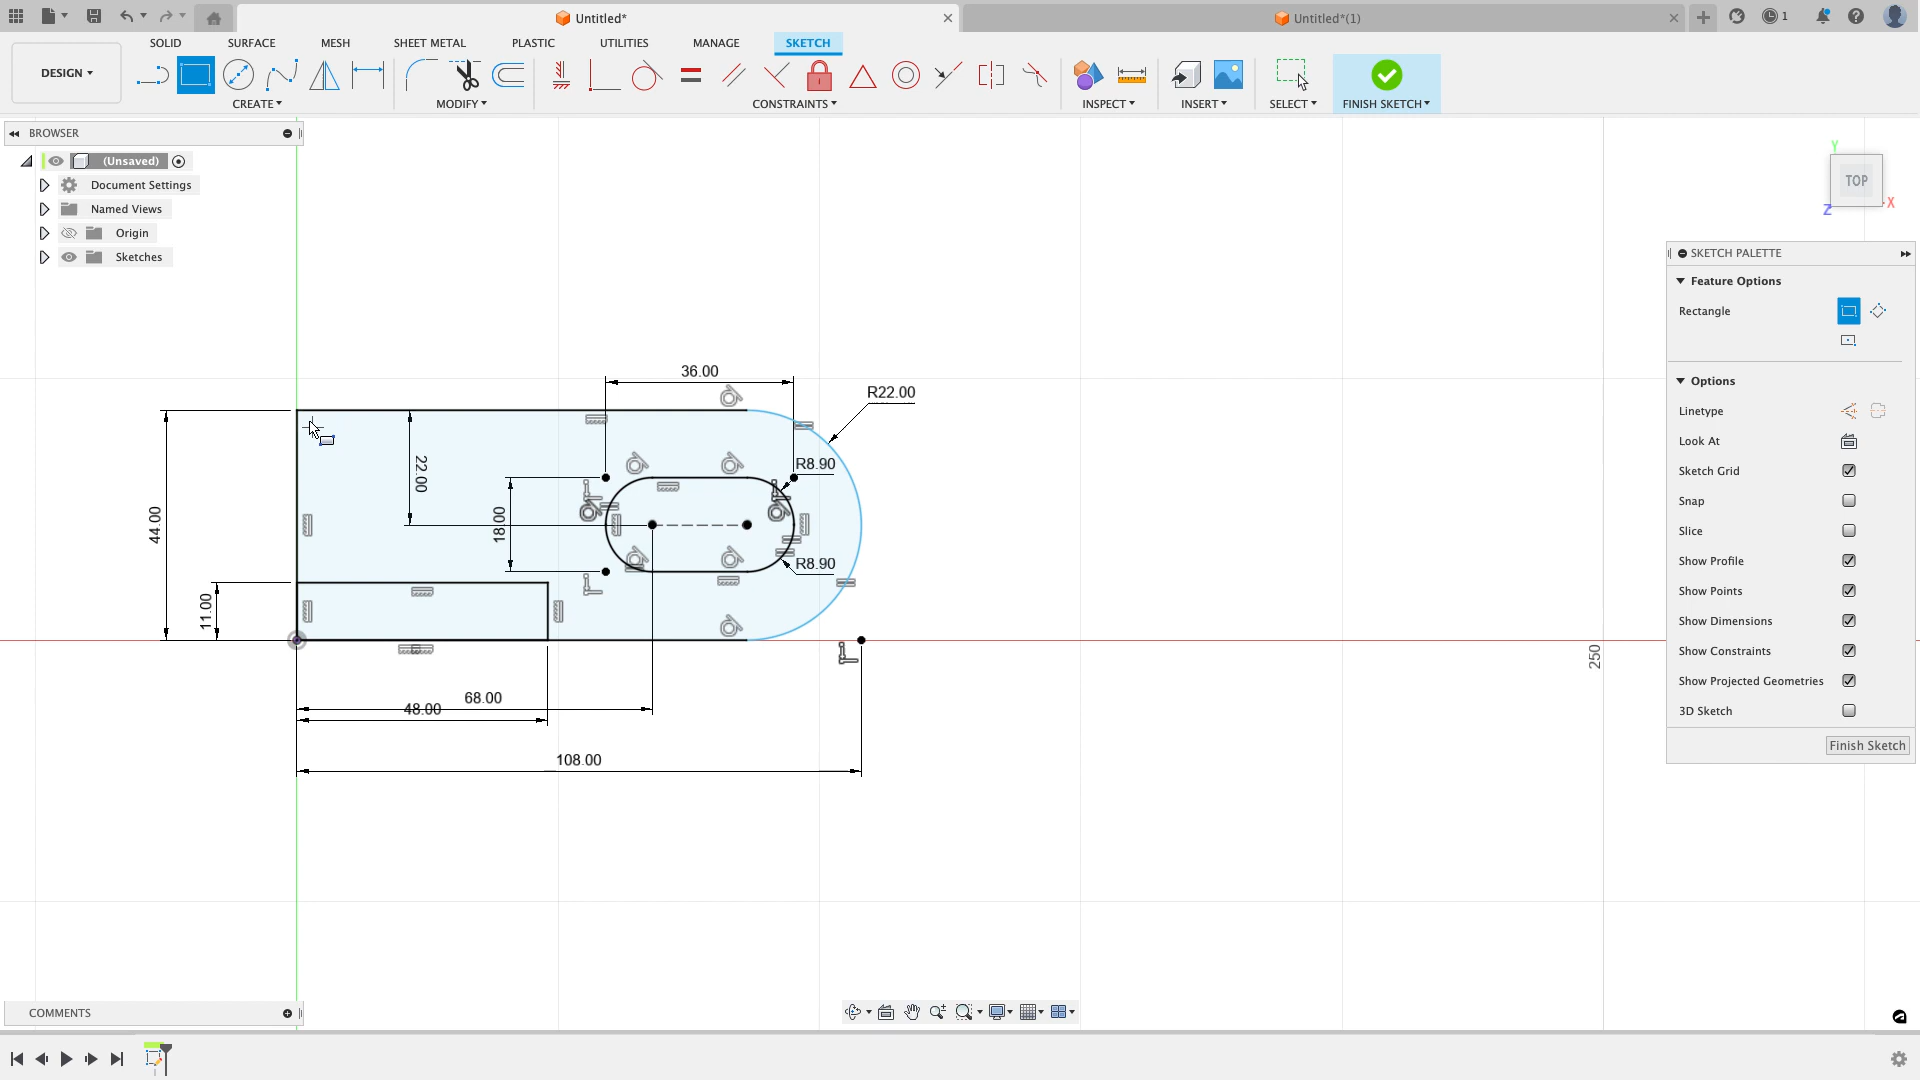 Untitled*
Untitled*(1)
1
DESIGN
SOLID
SURFACE
MESH
SHEET METAL
PLASTIC
UTILITIES
MANAGE
SKETCH
CREATE
MODIFY
CONSTRAINTS
INSPECT
INSERT
SELECT
FINISH SKETCH
BROWSER
(Unsaved)
Document Settings
Named Views
Origin
Sketches
Y
TOP
X
Z
SKETCH PALETTE
Feature Options
Rectangle
Options
Linetype
Look At
Sketch Grid
Snap
Slice
Show Profile
Show Points
Show Dimensions
Show Constraints
Show Projected Geometries
3D Sketch
Finish Sketch
36.00
R22.00
22.00
R8.90
44.00
18.00
R8.90
11.00
250
68.00
48.00
108.00
COMMENTS